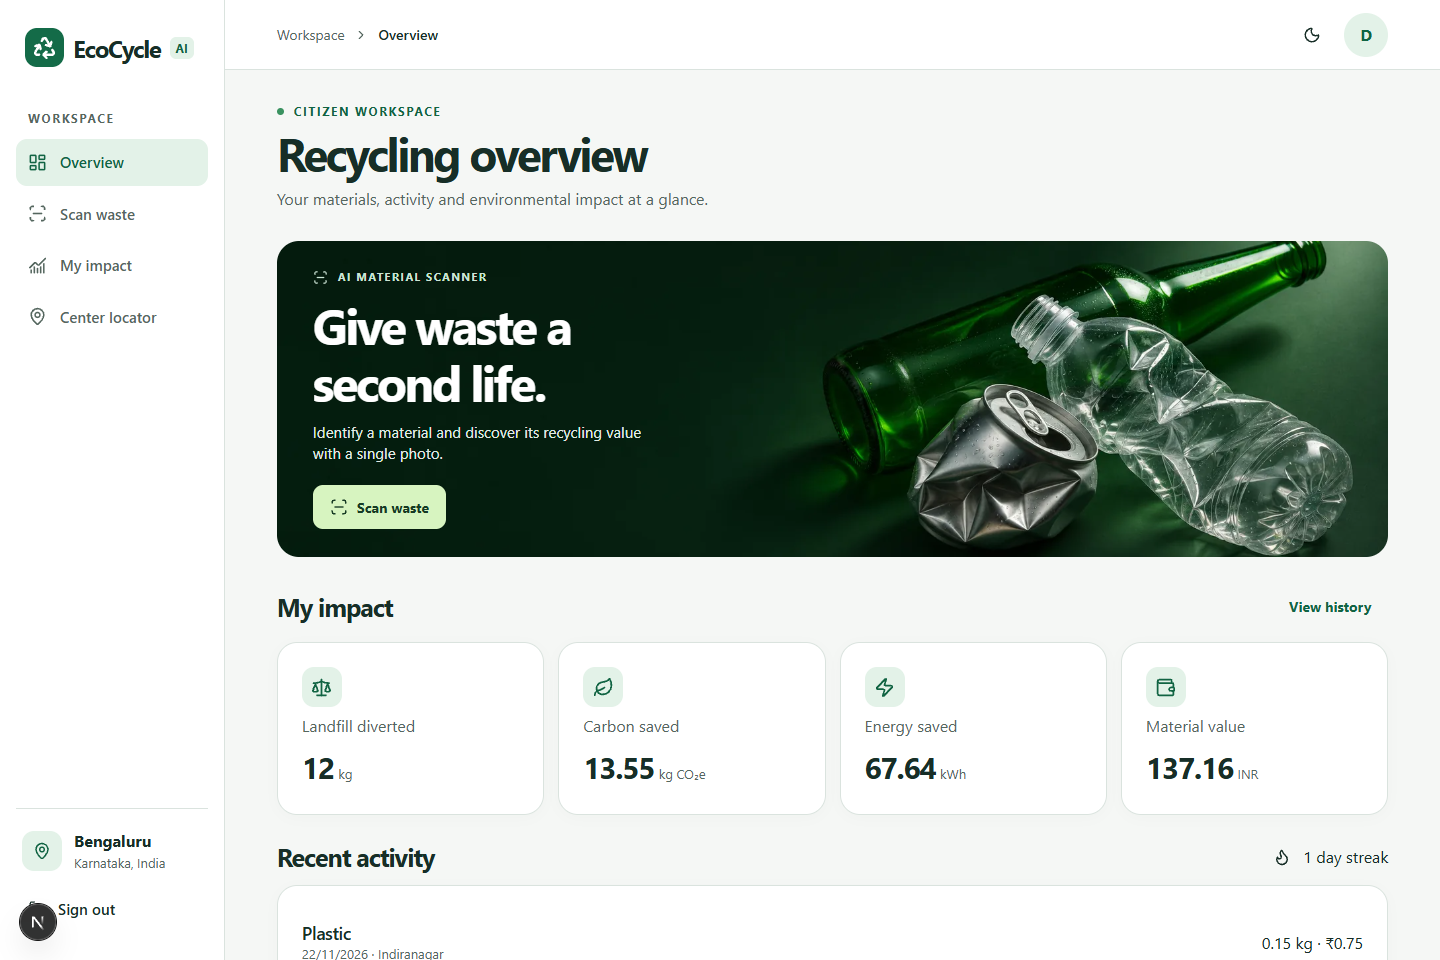 EcoCycle AI
WORKSPACE
Overview
Scan waste
My impact
Center locator
Bengaluru
Karnataka, India
Sign out
N
Workspace > Overview
D
CITIZEN WORKSPACE
Recycling overview
Your materials, activity and environmental impact at a glance.
AI MATERIAL SCANNER
Give waste a
second life.
Identify a material and discover its recycling value
with a single photo.
Scan waste
My impact
View history
Landfill diverted
12 kg
Carbon saved
13.55 kg CO₂e
Energy saved
67.64 kWh
Material value
137.16 INR
Recent activity
1 day streak
Plastic
22/11/2026 · Indiranagar
0.15 kg · ₹0.75